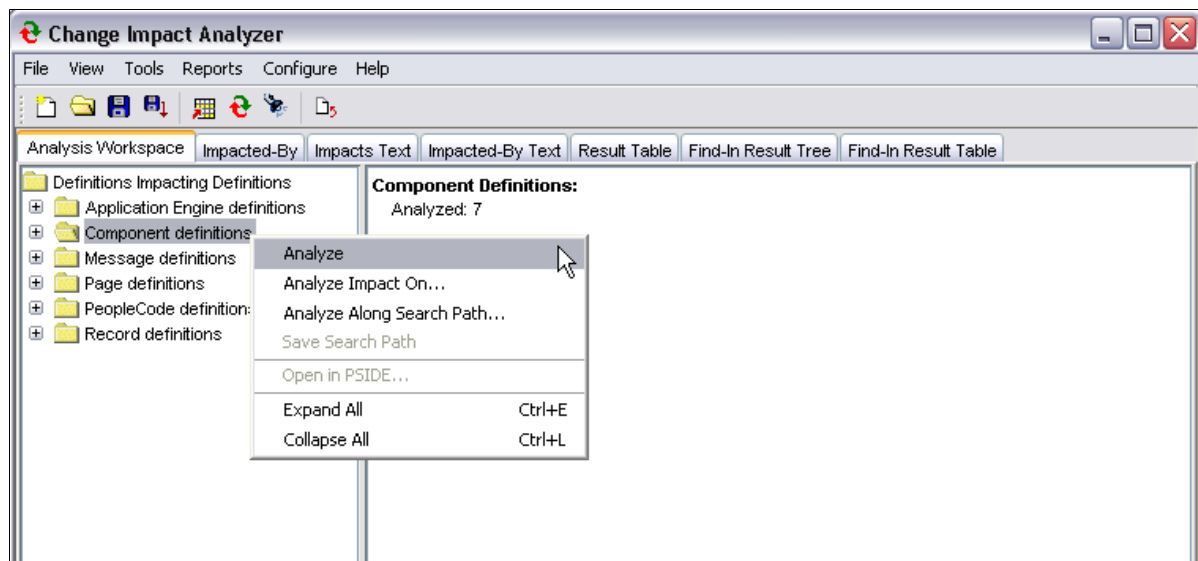 Change Impact Analyzer
File View Tools Reports Configure Help
Analysis Workspace Impacted-By Impacts Text Impacted-By Text Result Table Find-In Result Tree Find-In Result Table
Definitions Impacting Definitions
Application Engine definitions
Component definitions
Message definitions
Page definitions
PeopleCode definition
Record definitions
Component Definitions:
Analyzed: 7
Analyze
Analyze Impact On...
Analyze Along Search Path...
Save Search Path
Open in PSIDE...
Expand All Ctrl+E
Collapse All Ctrl+L